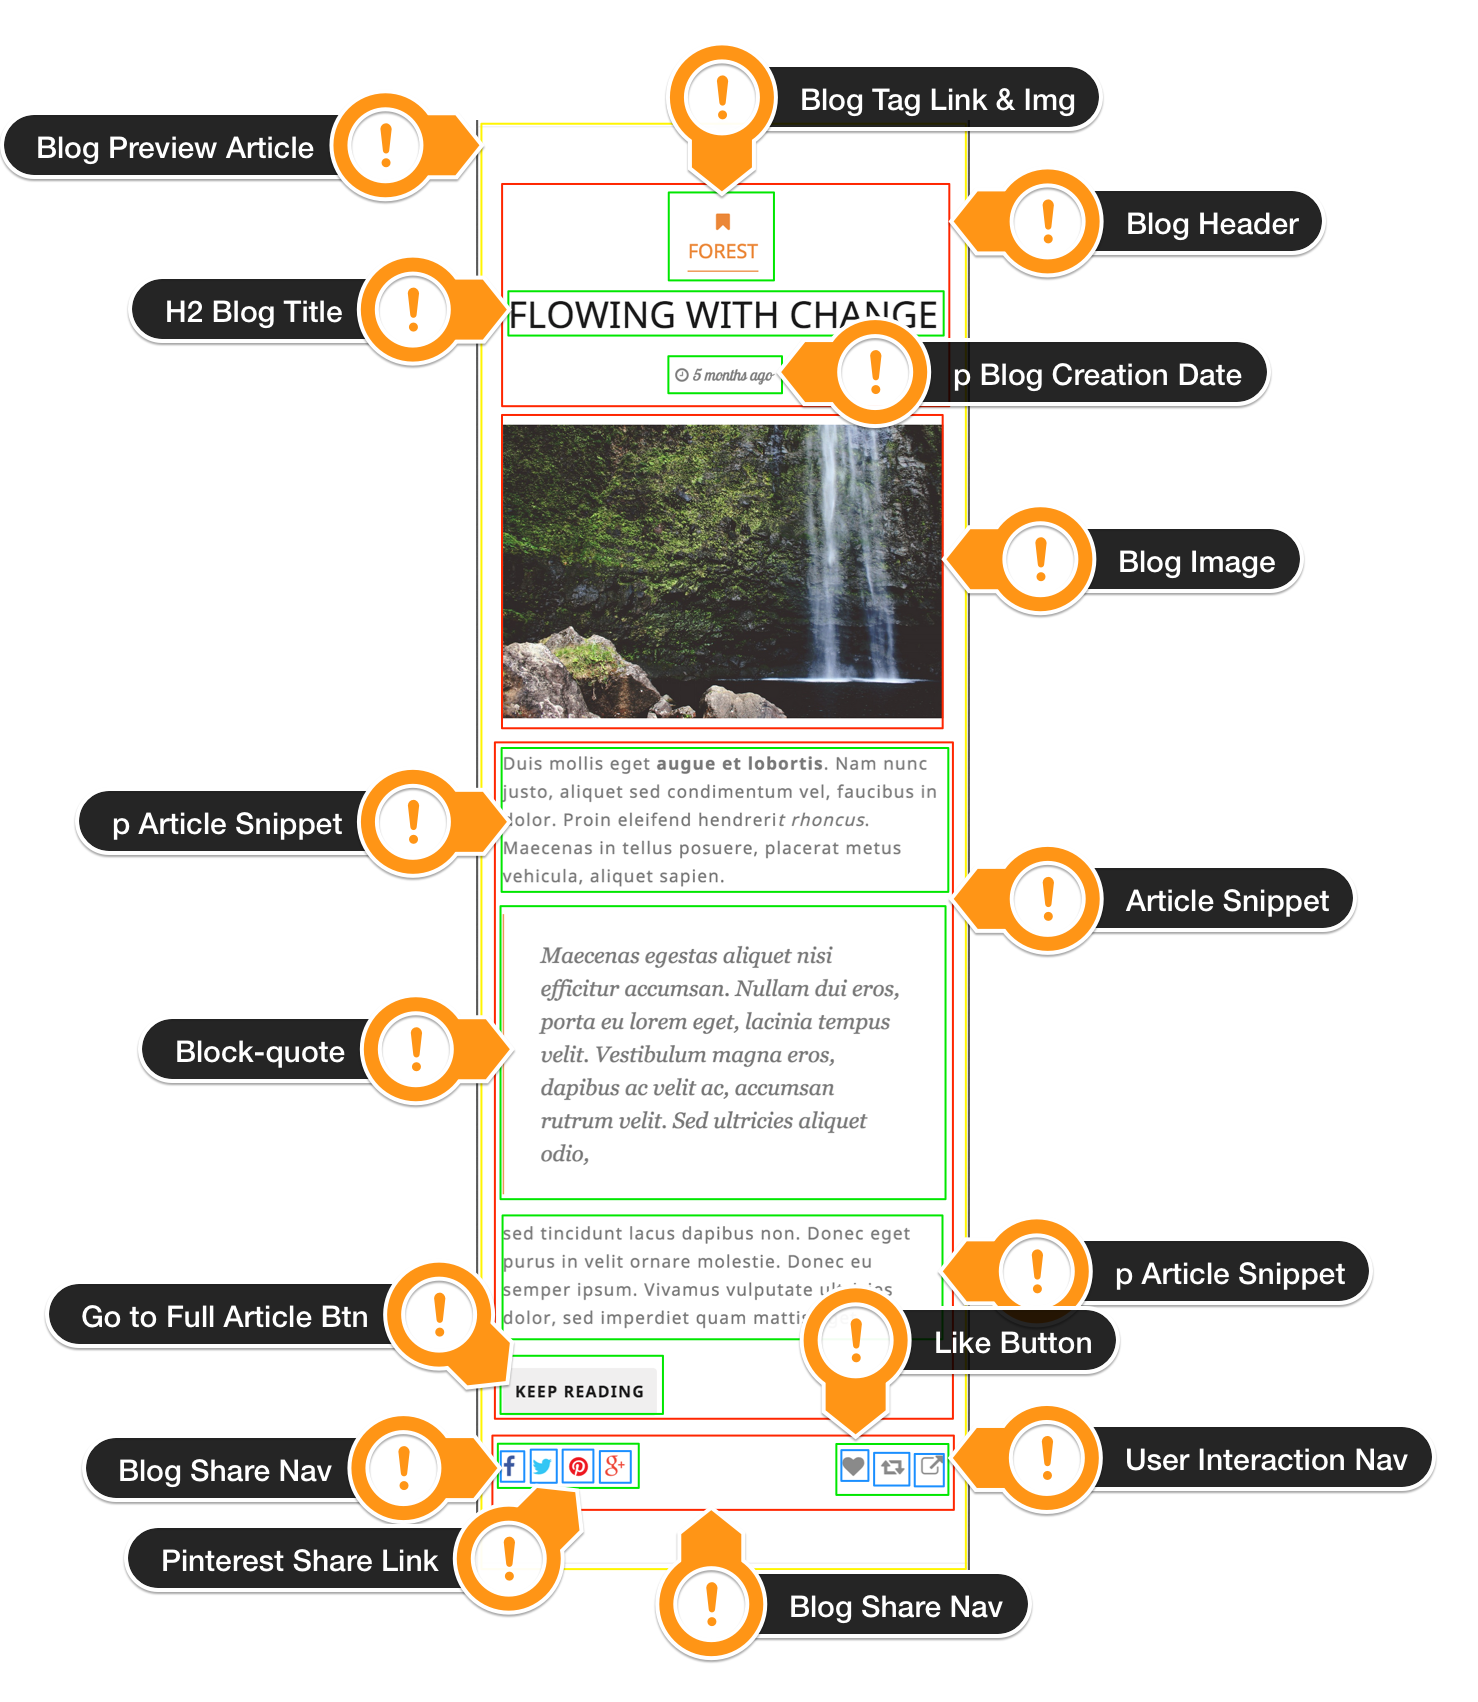 Blog Tag Link & Img
Blog Preview Article
Blog Header
FOREST
H2 Blog Title
FLOWING WITH CHANGE
5 months ago
p Blog Creation Date
Blog Image
Duis mollis eget augue et lobortis. Nam nunc
justo, aliquet sed condimentum vel, faucibus in
dolor. Proin eleifend hendrerit rhoncus.
Maecenas in tellus posuere, placerat metus
vehicula, aliquet sapien.
p Article Snippet
Article Snippet
Maecenas egestas aliquet nisi
efficitur accumsan. Nullam dui eros,
porta eu lorem eget, lacinia tempus
velit. Vestibulum magna eros,
dapibus ac velit ac, accumsan
rutrum velit. Sed ultricies aliquet
odio,
Block-quote
sed tincidunt lacus dapibus non. Donec eget
purus in velit ornare molestie. Donec eu
semper ipsum. Vivamus vulputate ultricies
dolor, sed imperdiet quam mattis
p Article Snippet
Go to Full Article Btn
Like Button
KEEP READING
Blog Share Nav
User Interaction Nav
Pinterest Share Link
Blog Share Nav